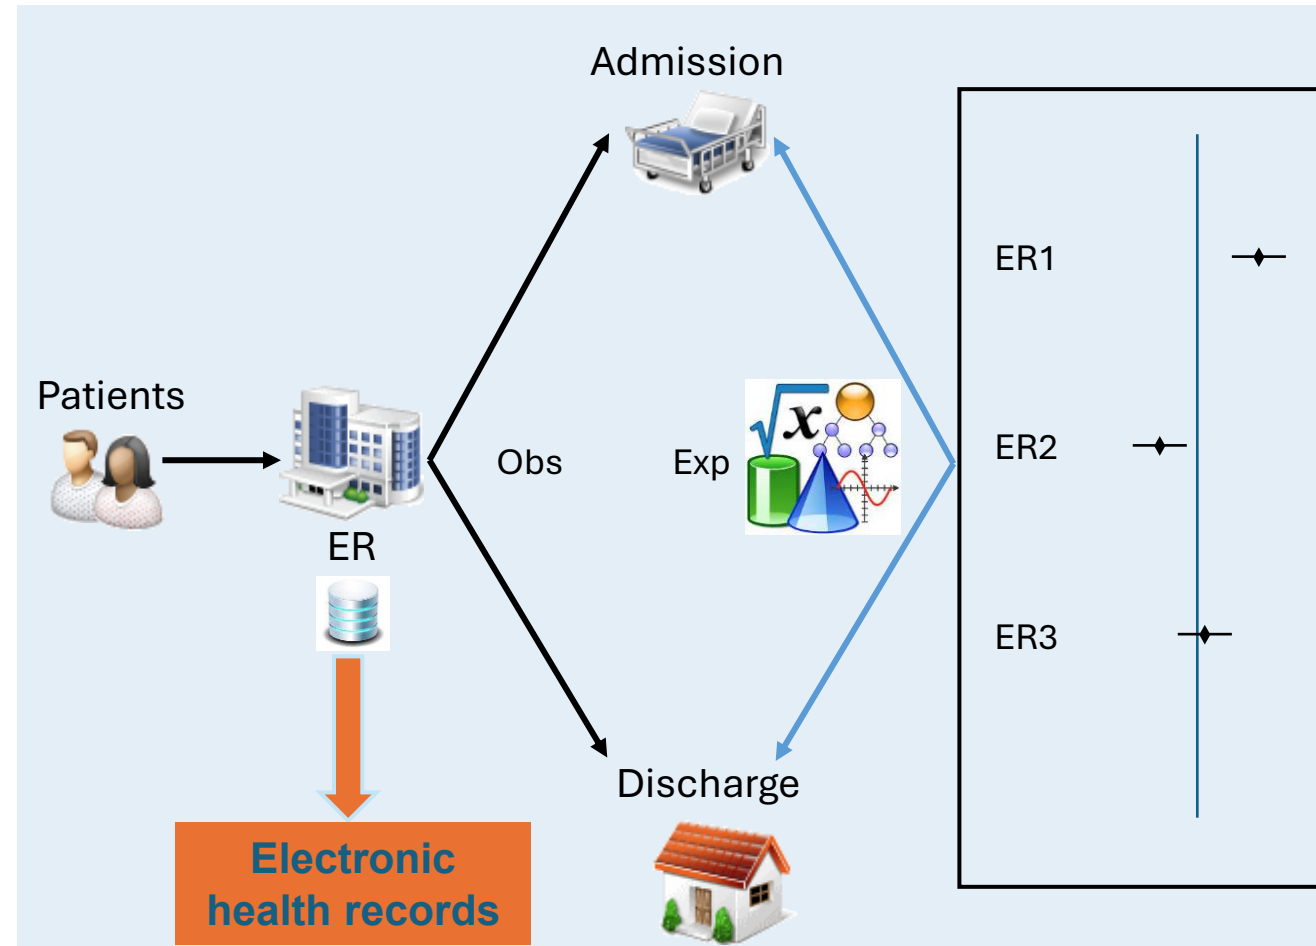 Admission
Patients
ER
Obs
Exp
x
Discharge
Electronic
health records
ER1
ER2
ER3